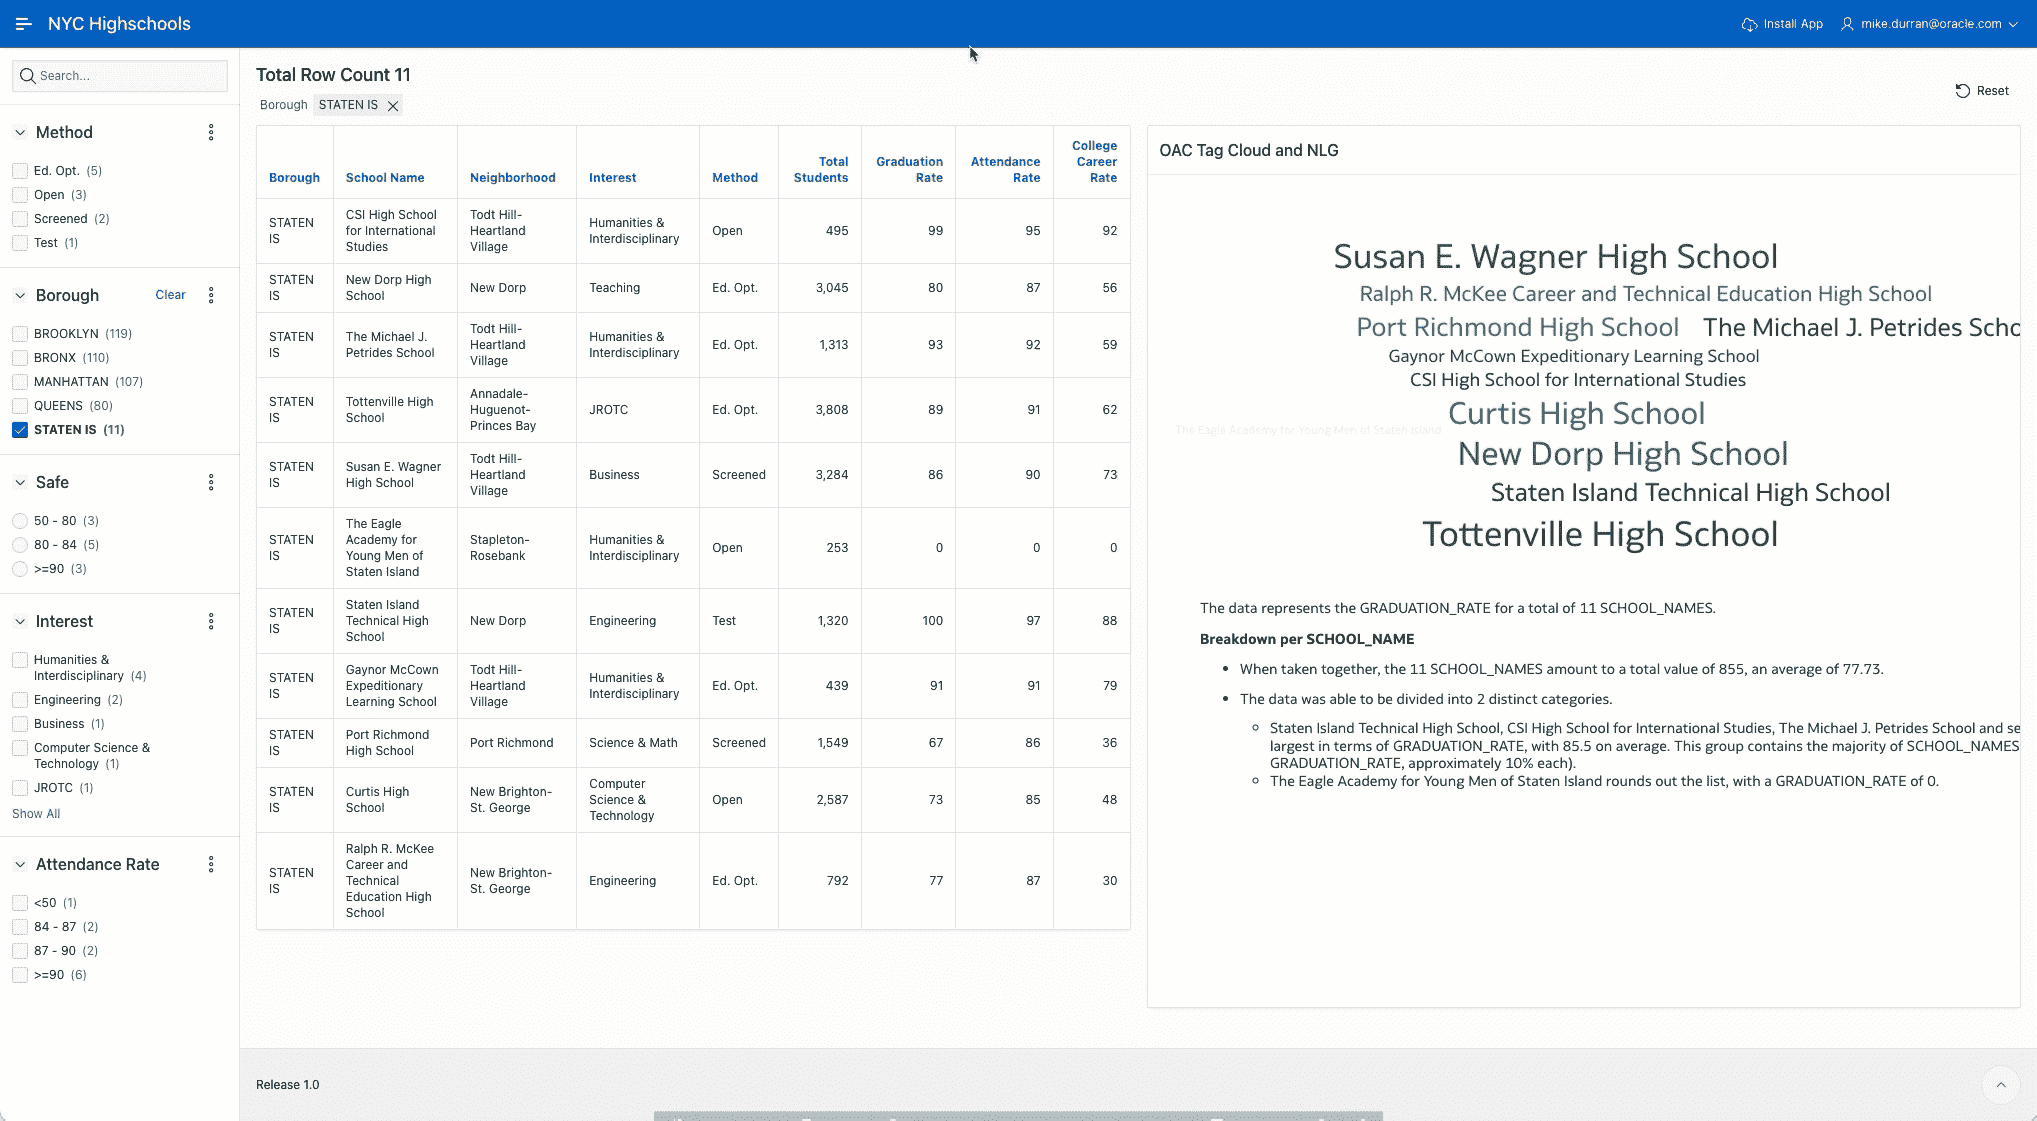 NYC Highschools
Install App
mike.durran@oracle.com
Search...
Method
Ed. Opt. (5)
Open (3)
Screened (2)
Test (1)
Borough Clear
BROOKLYN (119)
BRONX (110)
MANHATTAN (107)
QUEENS (80)
STATEN IS (11)
Safe
50 - 80 (3)
80 - 84 (5)
>=90 (3)
Interest
Humanities &
Interdisciplinary (4)
Engineering (2)
Business (1)
Computer Science &
Technology (1)
JROTC (1)
Show All
Attendance Rate
<50 (1)
84 - 87 (2)
87 - 90 (2)
>=90 (6)
Total Row Count 11
Borough STATEN IS
Reset
Borough
School Name
Neighborhood
Interest
Method
Total
Students
Graduation
Rate
Attendance
Rate
College
Career
Rate
STATEN
IS
CSI High School
for International
Studies
Todt Hill-
Heartland
Village
Humanities &
Interdisciplinary
Open
495
99
95
92
STATEN
IS
New Dorp High
School
New Dorp
Teaching
Ed. Opt.
3,045
80
87
56
STATEN
IS
The Michael J.
Petrides School
Todt Hill-
Heartland
Village
Humanities &
Interdisciplinary
Ed. Opt.
1,313
93
92
59
STATEN
IS
Tottenville High
School
Annadale-
Huguenot-
Princes Bay
JROTC
Ed. Opt.
3,808
89
91
62
STATEN
IS
Susan E. Wagner
High School
Todt Hill-
Heartland
Village
Business
Screened
3,284
86
90
73
STATEN
IS
The Eagle
Academy for
Young Men of
Staten Island
Stapleton-
Rosebank
Humanities &
Interdisciplinary
Open
253
0
0
0
STATEN
IS
Staten Island
Technical High
School
New Dorp
Engineering
Test
1,320
100
97
88
STATEN
IS
Gaynor McCown
Expeditionary
Learning School
Todt Hill-
Heartland
Village
Humanities &
Interdisciplinary
Ed. Opt.
439
91
91
79
STATEN
IS
Port Richmond
High School
Port Richmond
Science & Math
Screened
1,549
67
86
36
STATEN
IS
Curtis High
School
New Brighton-
St. George
Computer
Science &
Technology
Open
2,587
73
85
48
STATEN
IS
Ralph R. McKee
Career and
Technical
Education High
School
New Brighton-
St. George
Engineering
Ed. Opt.
792
77
87
30
OAC Tag Cloud and NLG
Susan E. Wagner High School
Ralph R. McKee Career and Technical Education High School
Port Richmond High School The Michael J. Petrides Scho
Gaynor McCown Expeditionary Learning School
CSI High School for International Studies
Curtis High School
The Eagle Academy for Young Men of Staten Island
New Dorp High School
Staten Island Technical High School
Tottenville High School
The data represents the GRADUATION_RATE for a total of 11 SCHOOL_NAMES.
Breakdown per SCHOOL_NAME
• When taken together, the 11 SCHOOL_NAMES amount to a total value of 855, an average of 77.73.
• The data was able to be divided into 2 distinct categories.
Staten Island Technical High School, CSI High School for International Studies, The Michael J. Petrides School and se
largest in terms of GRADUATION_RATE, with 85.5 on average. This group contains the majority of SCHOOL_NAMES
GRADUATION_RATE, approximately 10% each).
The Eagle Academy for Young Men of Staten Island rounds out the list, with a GRADUATION_RATE of 0.
Release 1.0